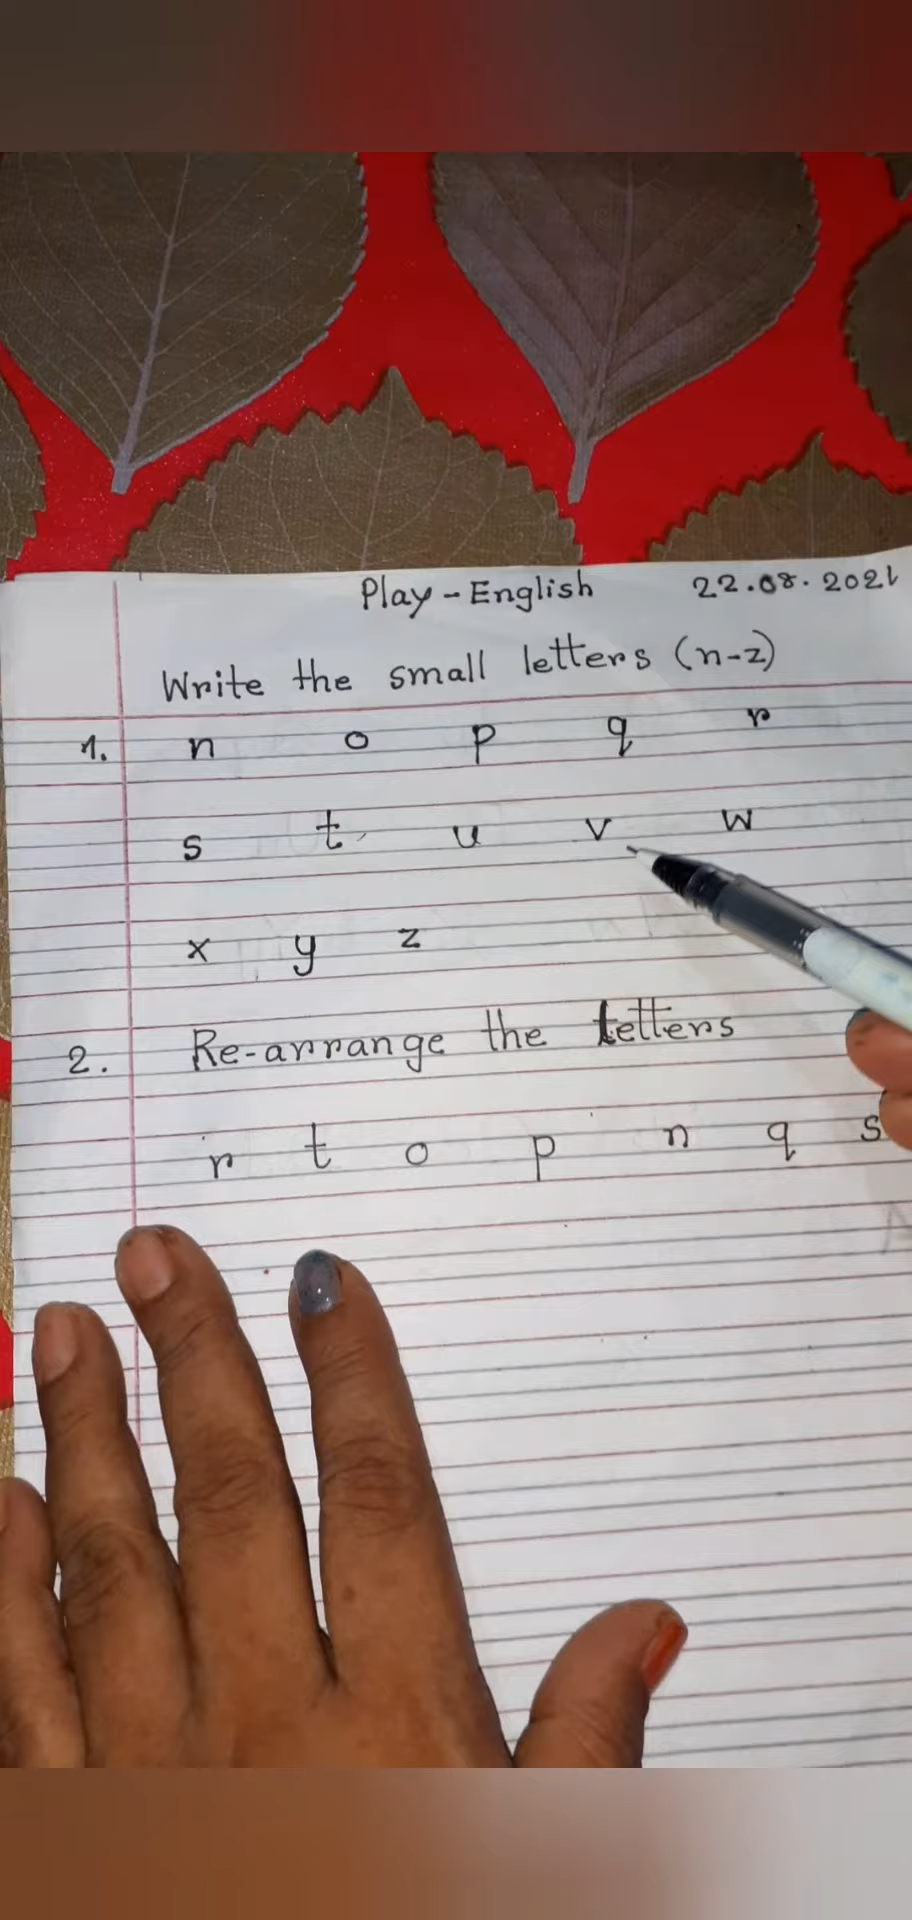 Play - English 22.08.2021
Write the small letters (n-z)
1. n o p q r
s t u v w
x y z
2. Re-arrange the letters
r t o p n q s